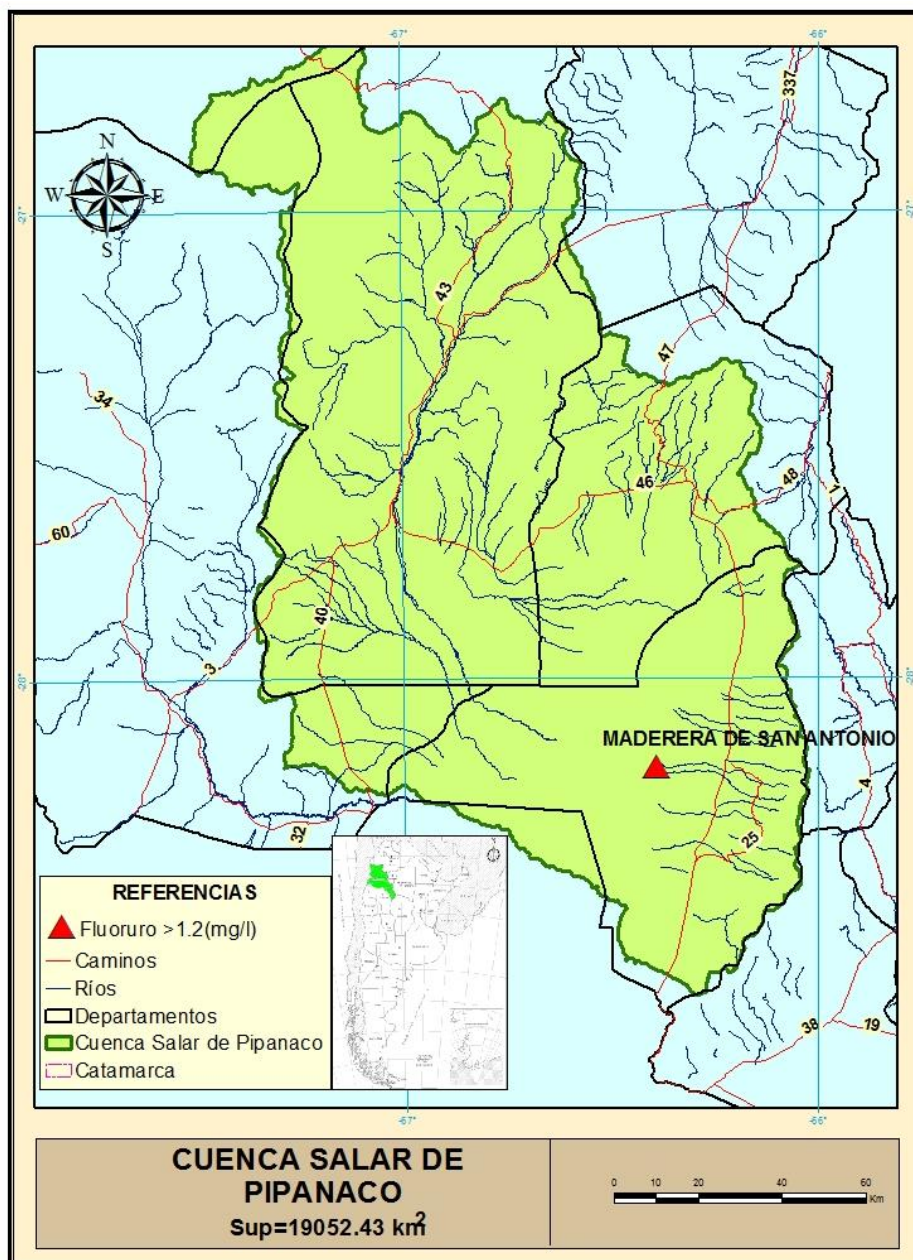 -67°
-66°
337
N
W
E
S
-27°
-27°
43
47
34
46
48
1
60
40
3
-28°
-28°
MADERERA DE SAN ANTONIO
4
25
32
REFERENCIAS
Fluoruro >1.2(mg/l)
Caminos
Ríos
Departamentos
Cuenca Salar de Pipanaco
Catamarca
38
19
-67°
-66°
CUENCA SALAR DE
PIPANACO
Sup=19052.43 km2
0 10 20 40 60
Km